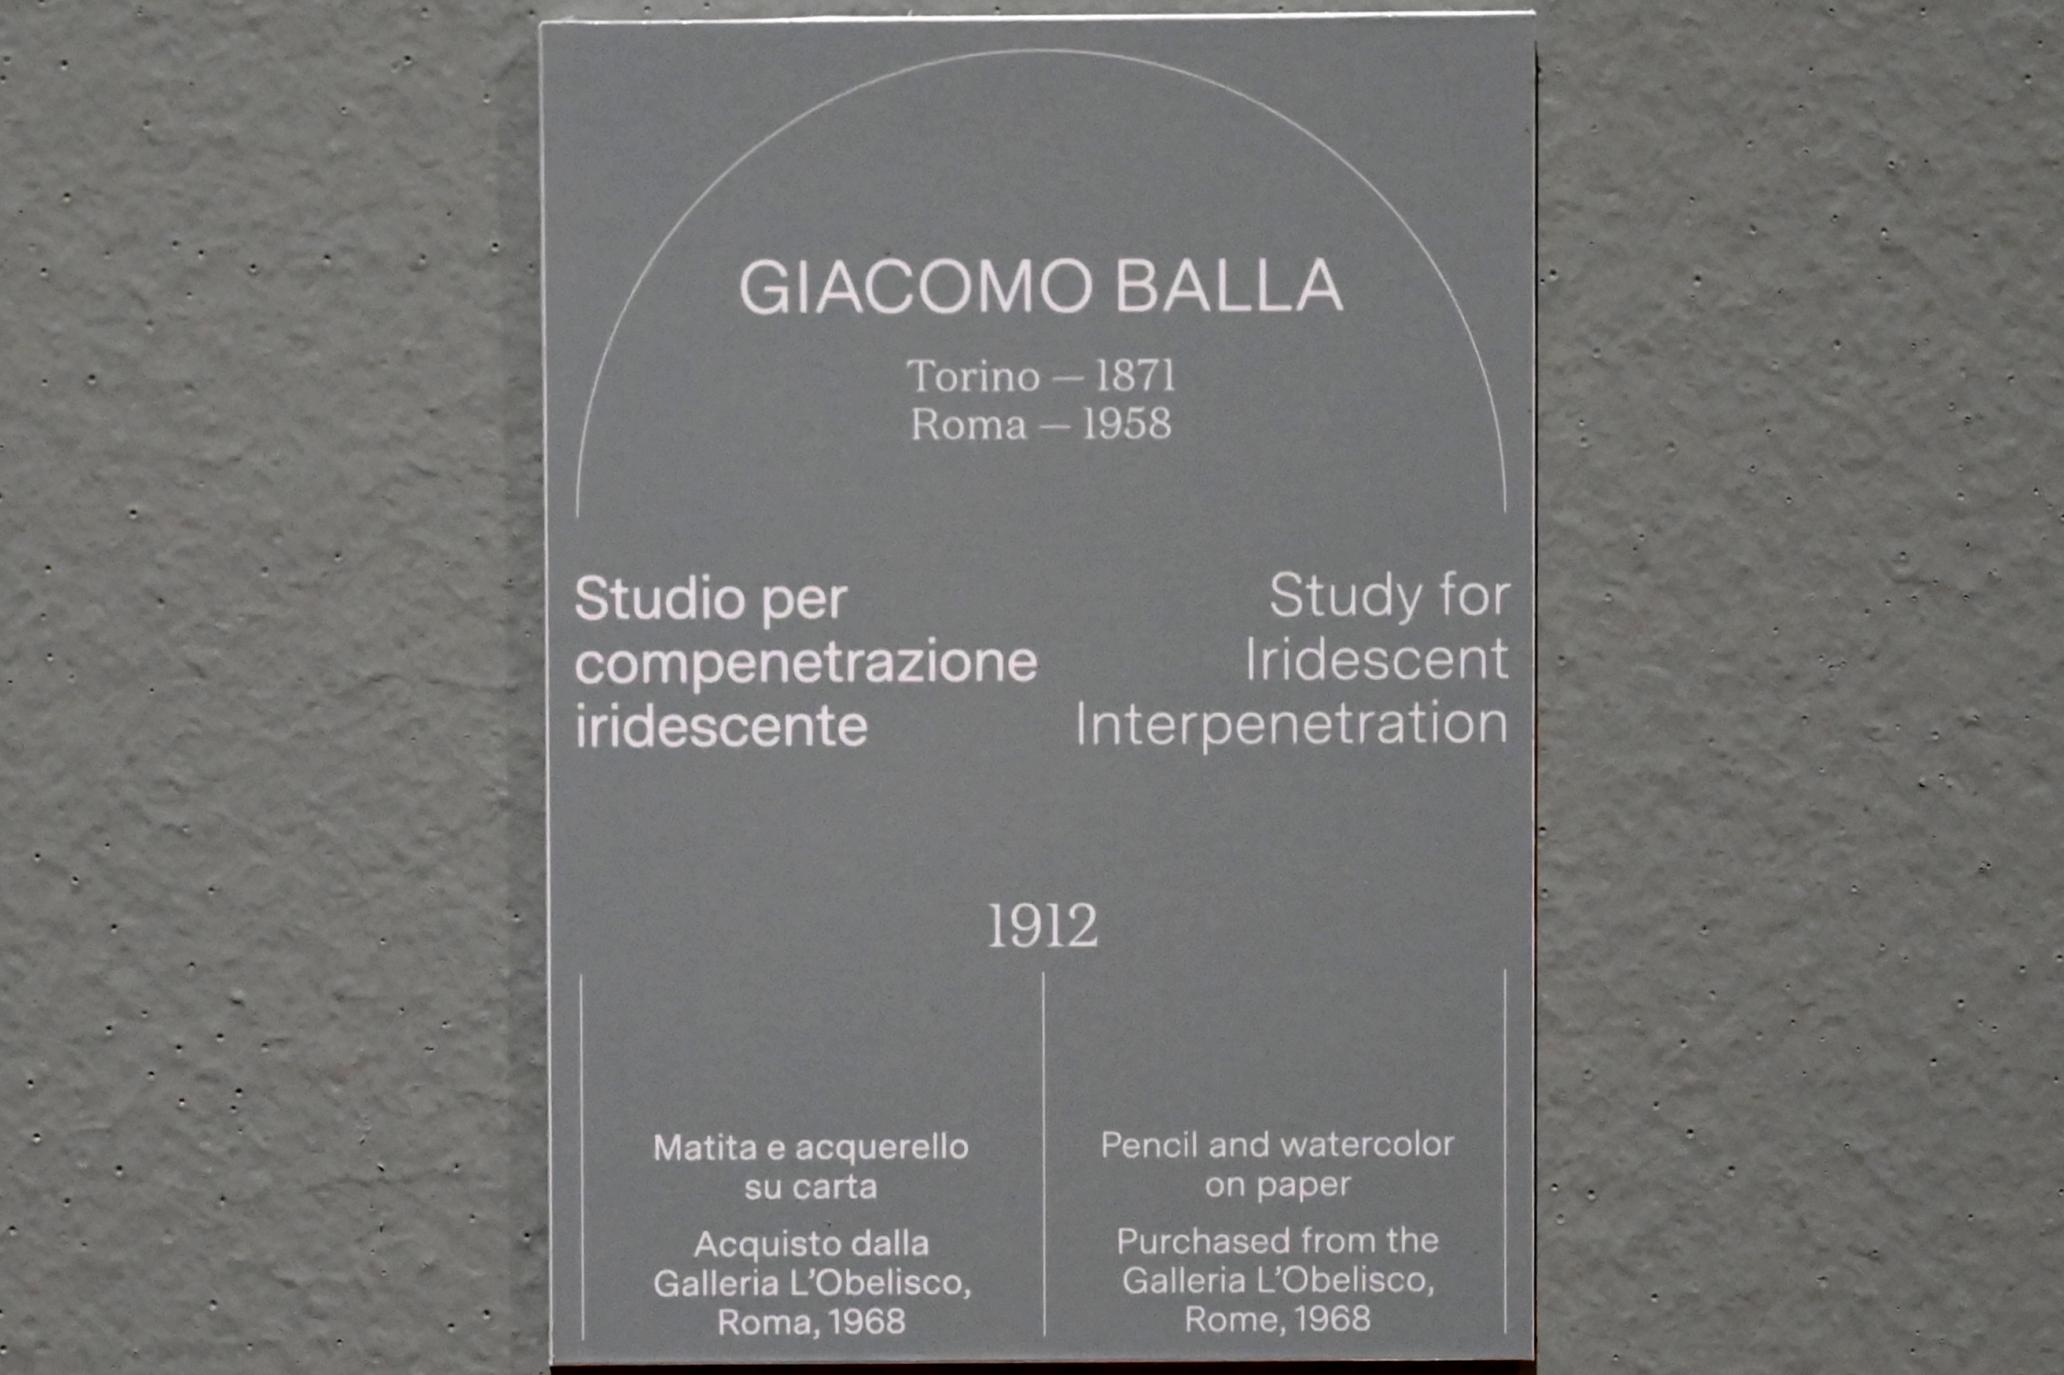 GIACOMO BALLA
Torino — 1871
Roma — 1958
Studio per
compenetrazione
iridescente
Study for
Iridescent
Interpenetration
1912
Matita e acquerello
su carta
Acquisto dalla
Galleria L’Obelisco,
Roma, 1968
Pencil and watercolor
on paper
Purchased from the
Galleria L’Obelisco,
Rome, 1968